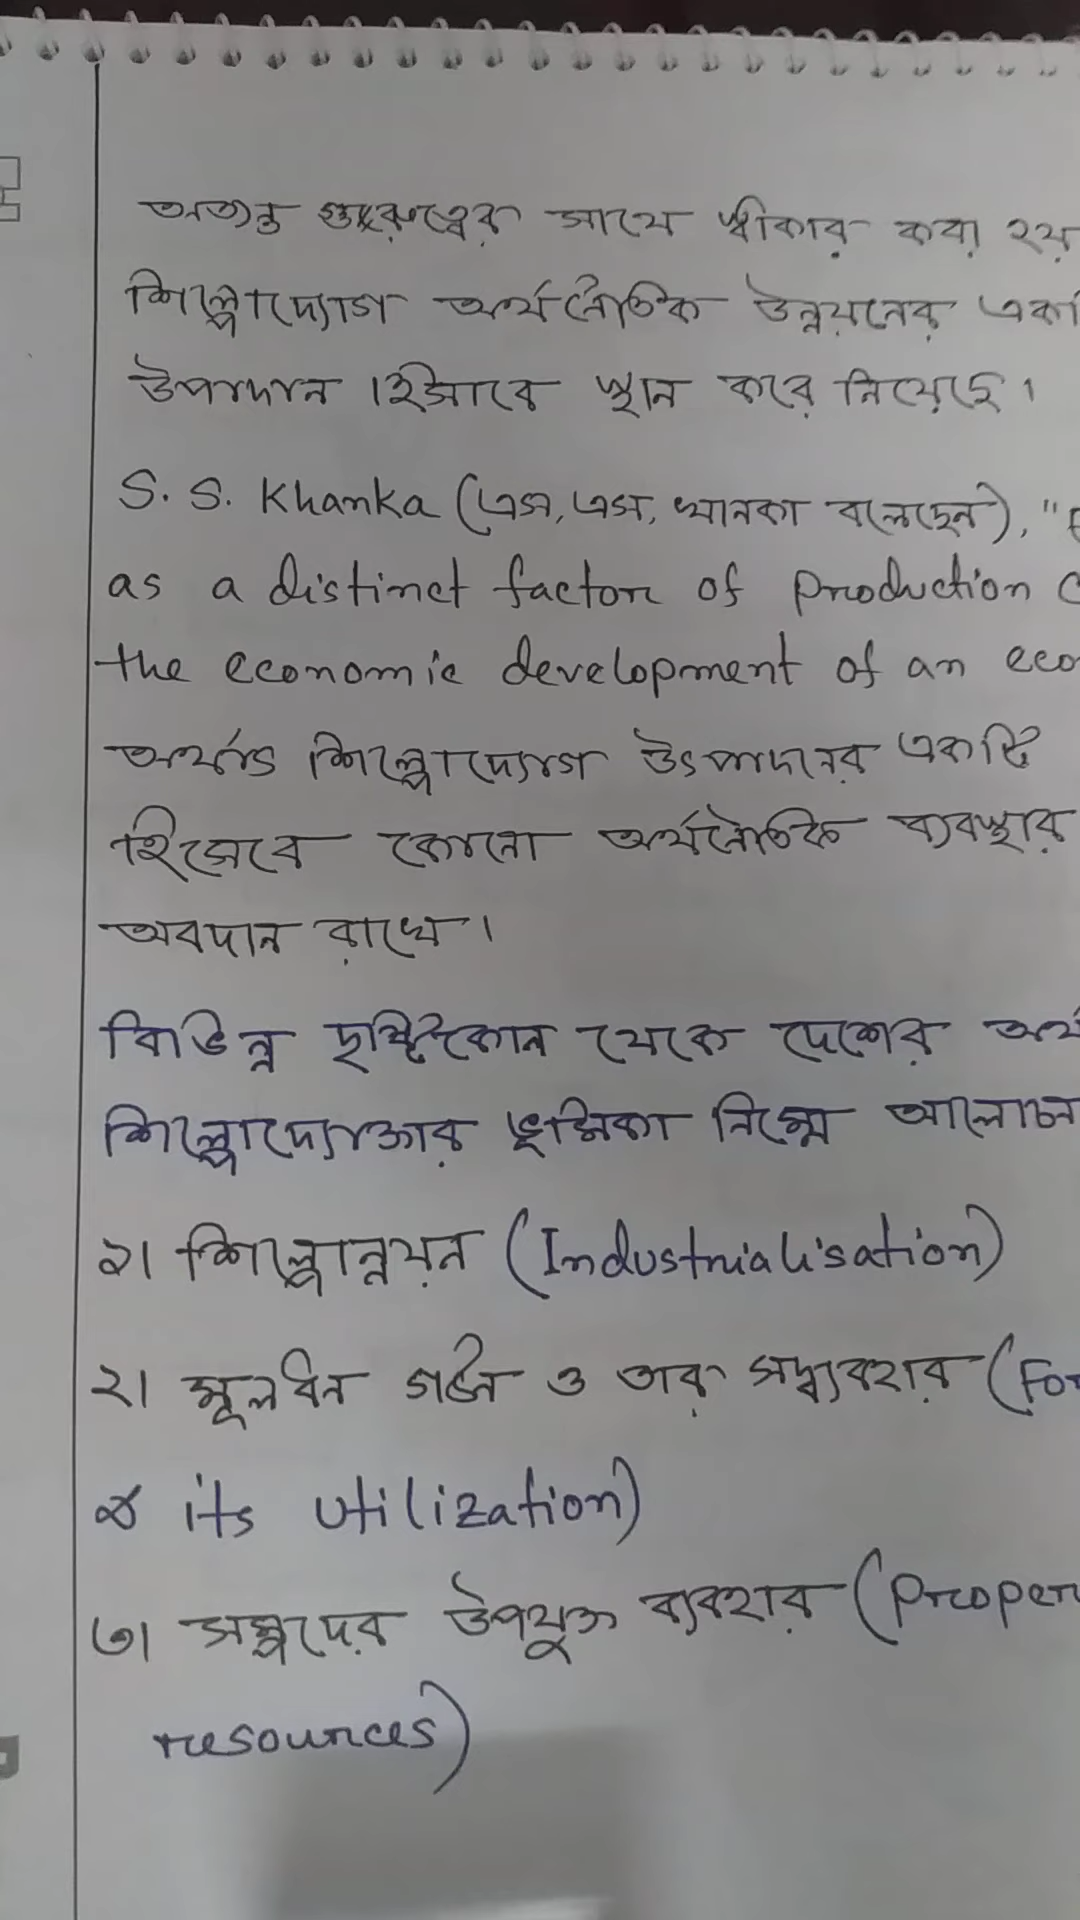 অত্যন্ত গুরুত্বের সাথে স্বীকার করা হয়
শিল্পোদ্যোগ অর্থনৈতিক উন্নয়নের
উপাদান হিসাবে স্থান করে নিয়েছে।
S. S. Khanka (এস, এস, খানকা বলেছেন), "
as a distinct factor of production
the economic development of an eco
অর্থাৎ শিল্পোদ্যোগ উৎপাদনের একটি
হিসেবে কোনো অর্থনৈতিক ব্যবস্থার
অবদান রাখে।
বিভিন্ন দৃষ্টিকোন থেকে দেশের অর্থ
শিল্পোদ্যোক্তার ভূমিকা নিম্নে আলোচনা
১। শিল্পোন্নয়ন (Industrialisation)
২। মূলধন গঠন ও তার সদ্ব্যবহার (For
& its utilization)
৩। সম্পদের উপযুক্ত ব্যবহার (Proper
resources)